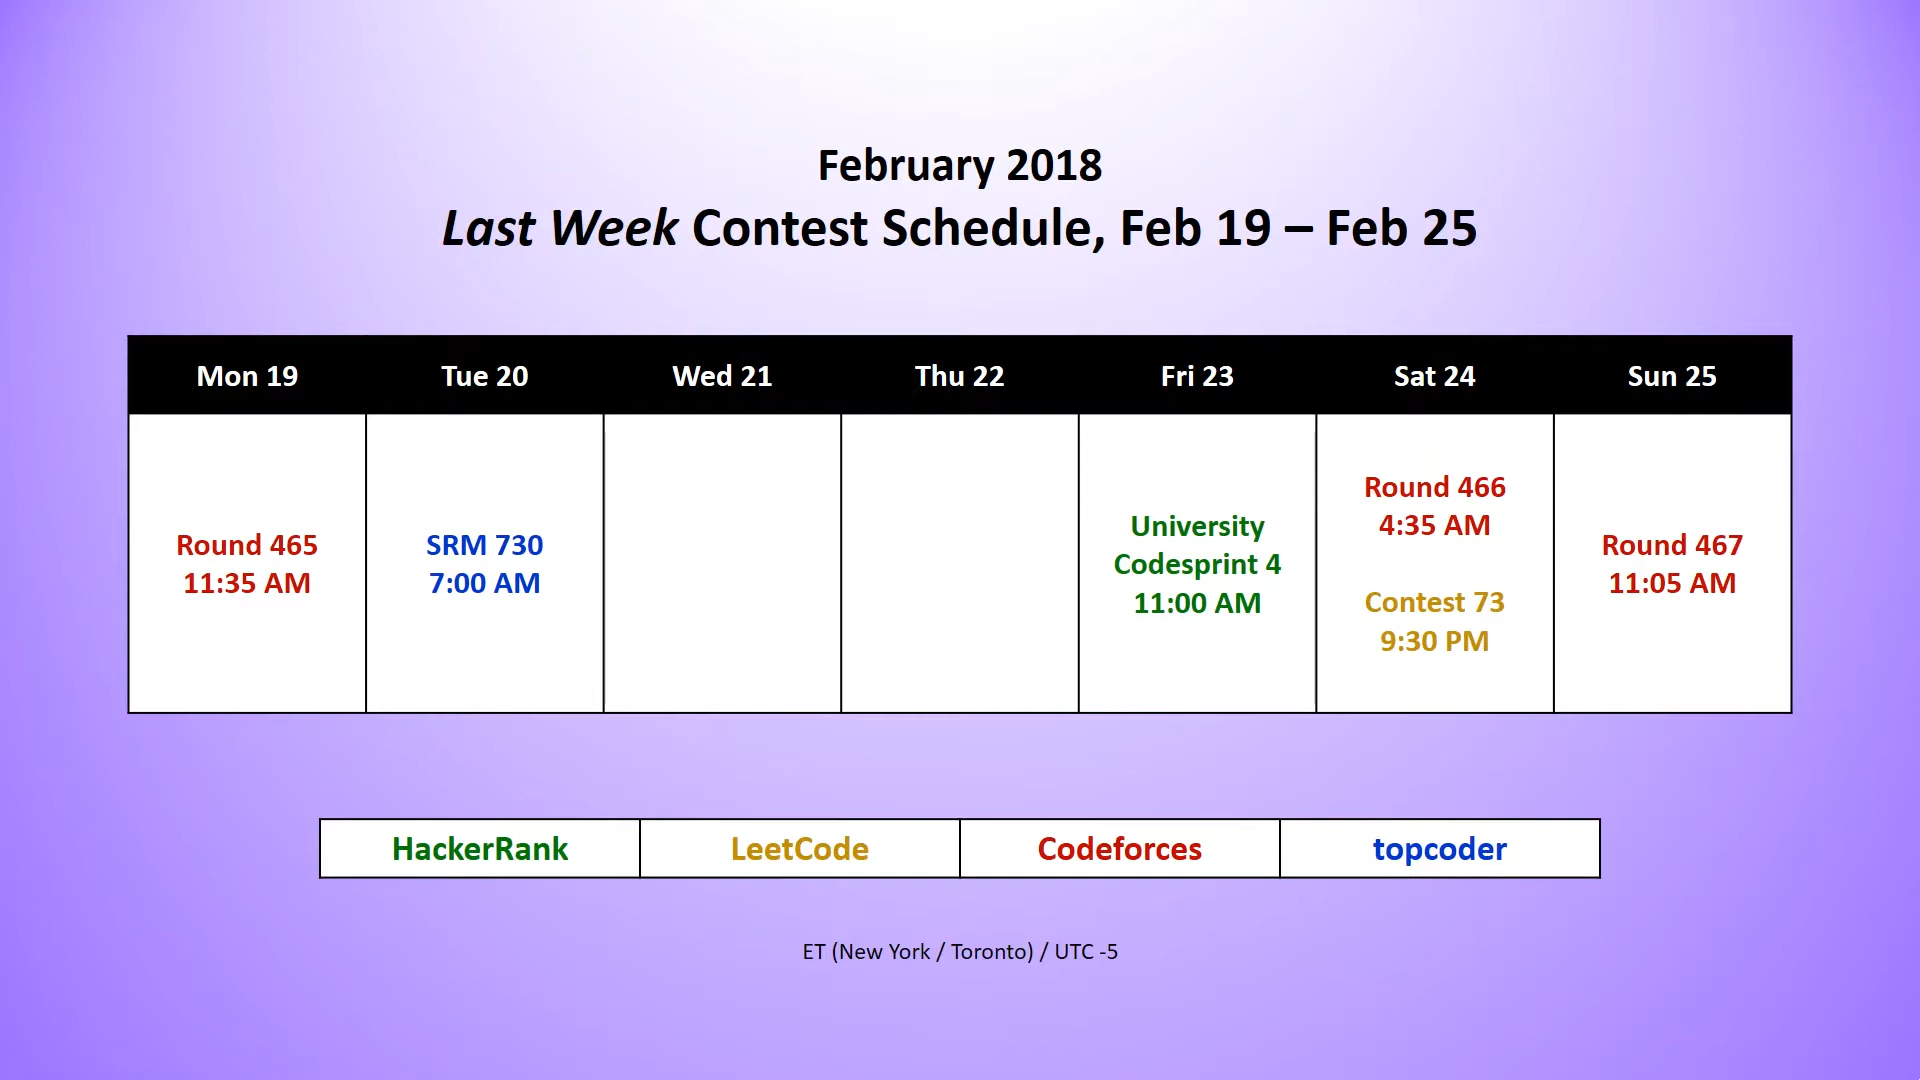 February 2018
Last Week Contest Schedule, Feb 19 – Feb 25
Mon 19 Tue 20 Wed 21 Thu 22 Fri 23 Sat 24 Sun 25
Round 465
11:35 AM
SRM 730
7:00 AM
University
Codesprint 4
11:00 AM
Round 466
4:35 AM
Contest 73
9:30 PM
Round 467
11:05 AM
HackerRank LeetCode Codeforces topcoder
ET (New York / Toronto) / UTC -5